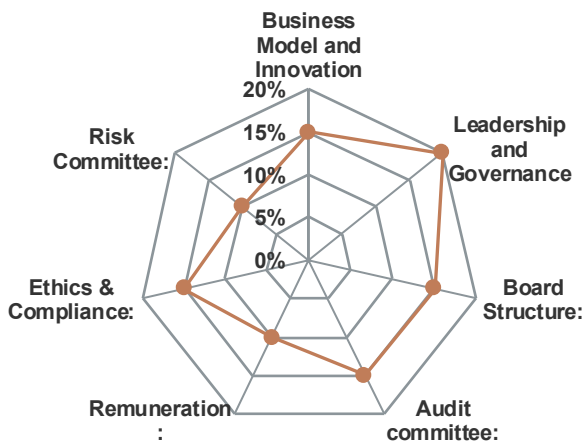 Business
Model and
Innovation
20%
15%
10%
5%
0%
Leadership
and
Governance
Board
Structure:
Audit
committee:
Remuneration
:
Ethics &
Compliance:
Risk
Committee: